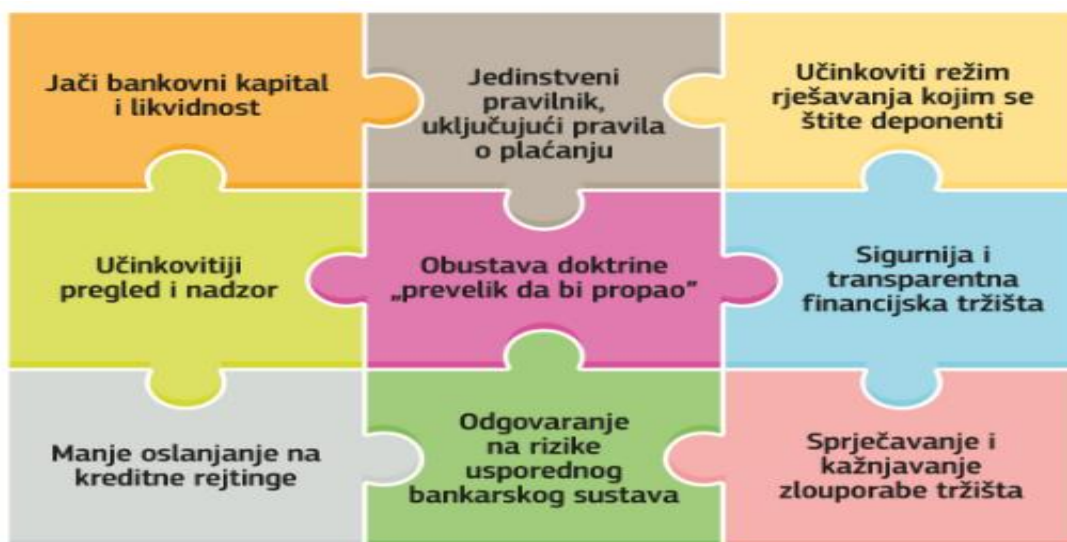 Jači bankovni kapital
i likvidnost
Jedinstveni
pravilnik,
uključujući pravila
o plaćanju
Učinkoviti režim
rješavanja kojim se
štite deponenti
Učinkovitiji
pregled i nadzor
Obustava doktrine
„prevelik da bi propao”
Sigurnija i
transparentna
financijska tržišta
Manje oslanjanje na
kreditne rejtinge
Odgovaranje
na rizike
usporednog
bankarskog sustava
Sprječavanje i
kažnjavanje
zlouporabe tržišta